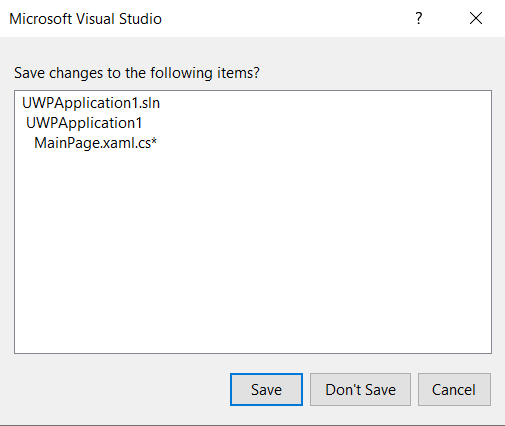 Microsoft Visual Studio
?
Save changes to the following items?
UWPApplication1.sln
UWPApplication1
MainPage.xaml.cs*
Save
Don't Save
Cancel